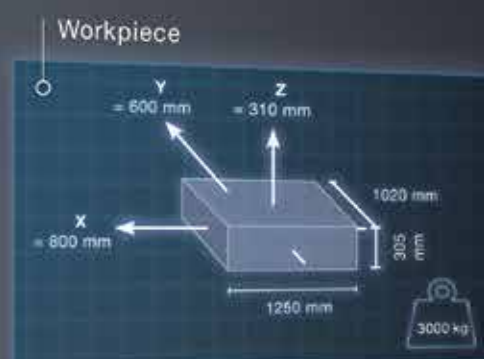 Workpiece
Y
= 600 mm
Z
= 310 mm
X
= 800 mm
1020 mm
305
mm
1250 mm
3000 kg